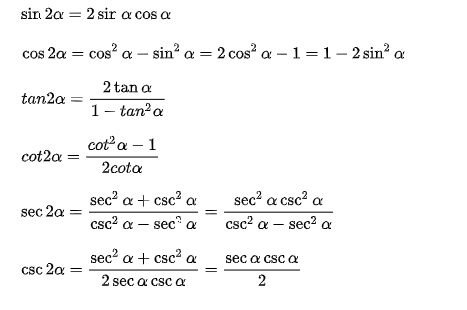 sin 2α = 2 sin α cos α
cos 2α = cos² α − sin² α = 2 cos² α − 1 = 1 − 2 sin² α
tan2α = (2 tan α)/(1 − tan²α)
cot2α = (cot²α − 1)/(2cotα)
sec 2α = (sec² α + csc² α)/(csc² α − sec² α) = (sec² α csc² α)/(csc² α − sec² α)
csc 2α = (sec² α + csc² α)/(2 sec α csc α) = (sec α csc α)/2